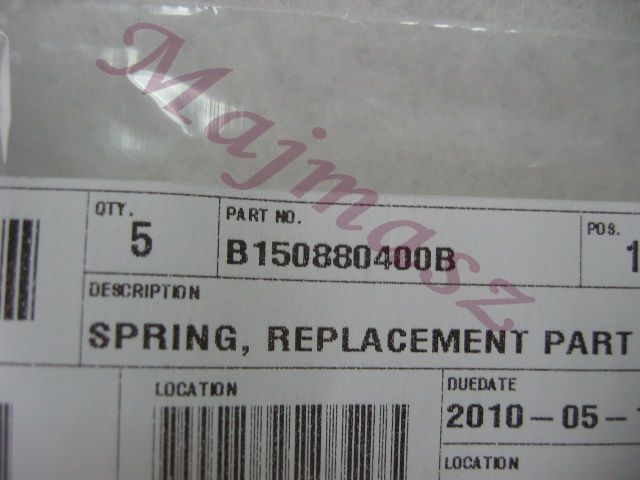 Majmasz
QTY. PART NO. POS.
5 B150880400B 1
DESCRIPTION
SPRING, REPLACEMENT PART
LOCATION DUEDATE
2010-05-
LOCATION